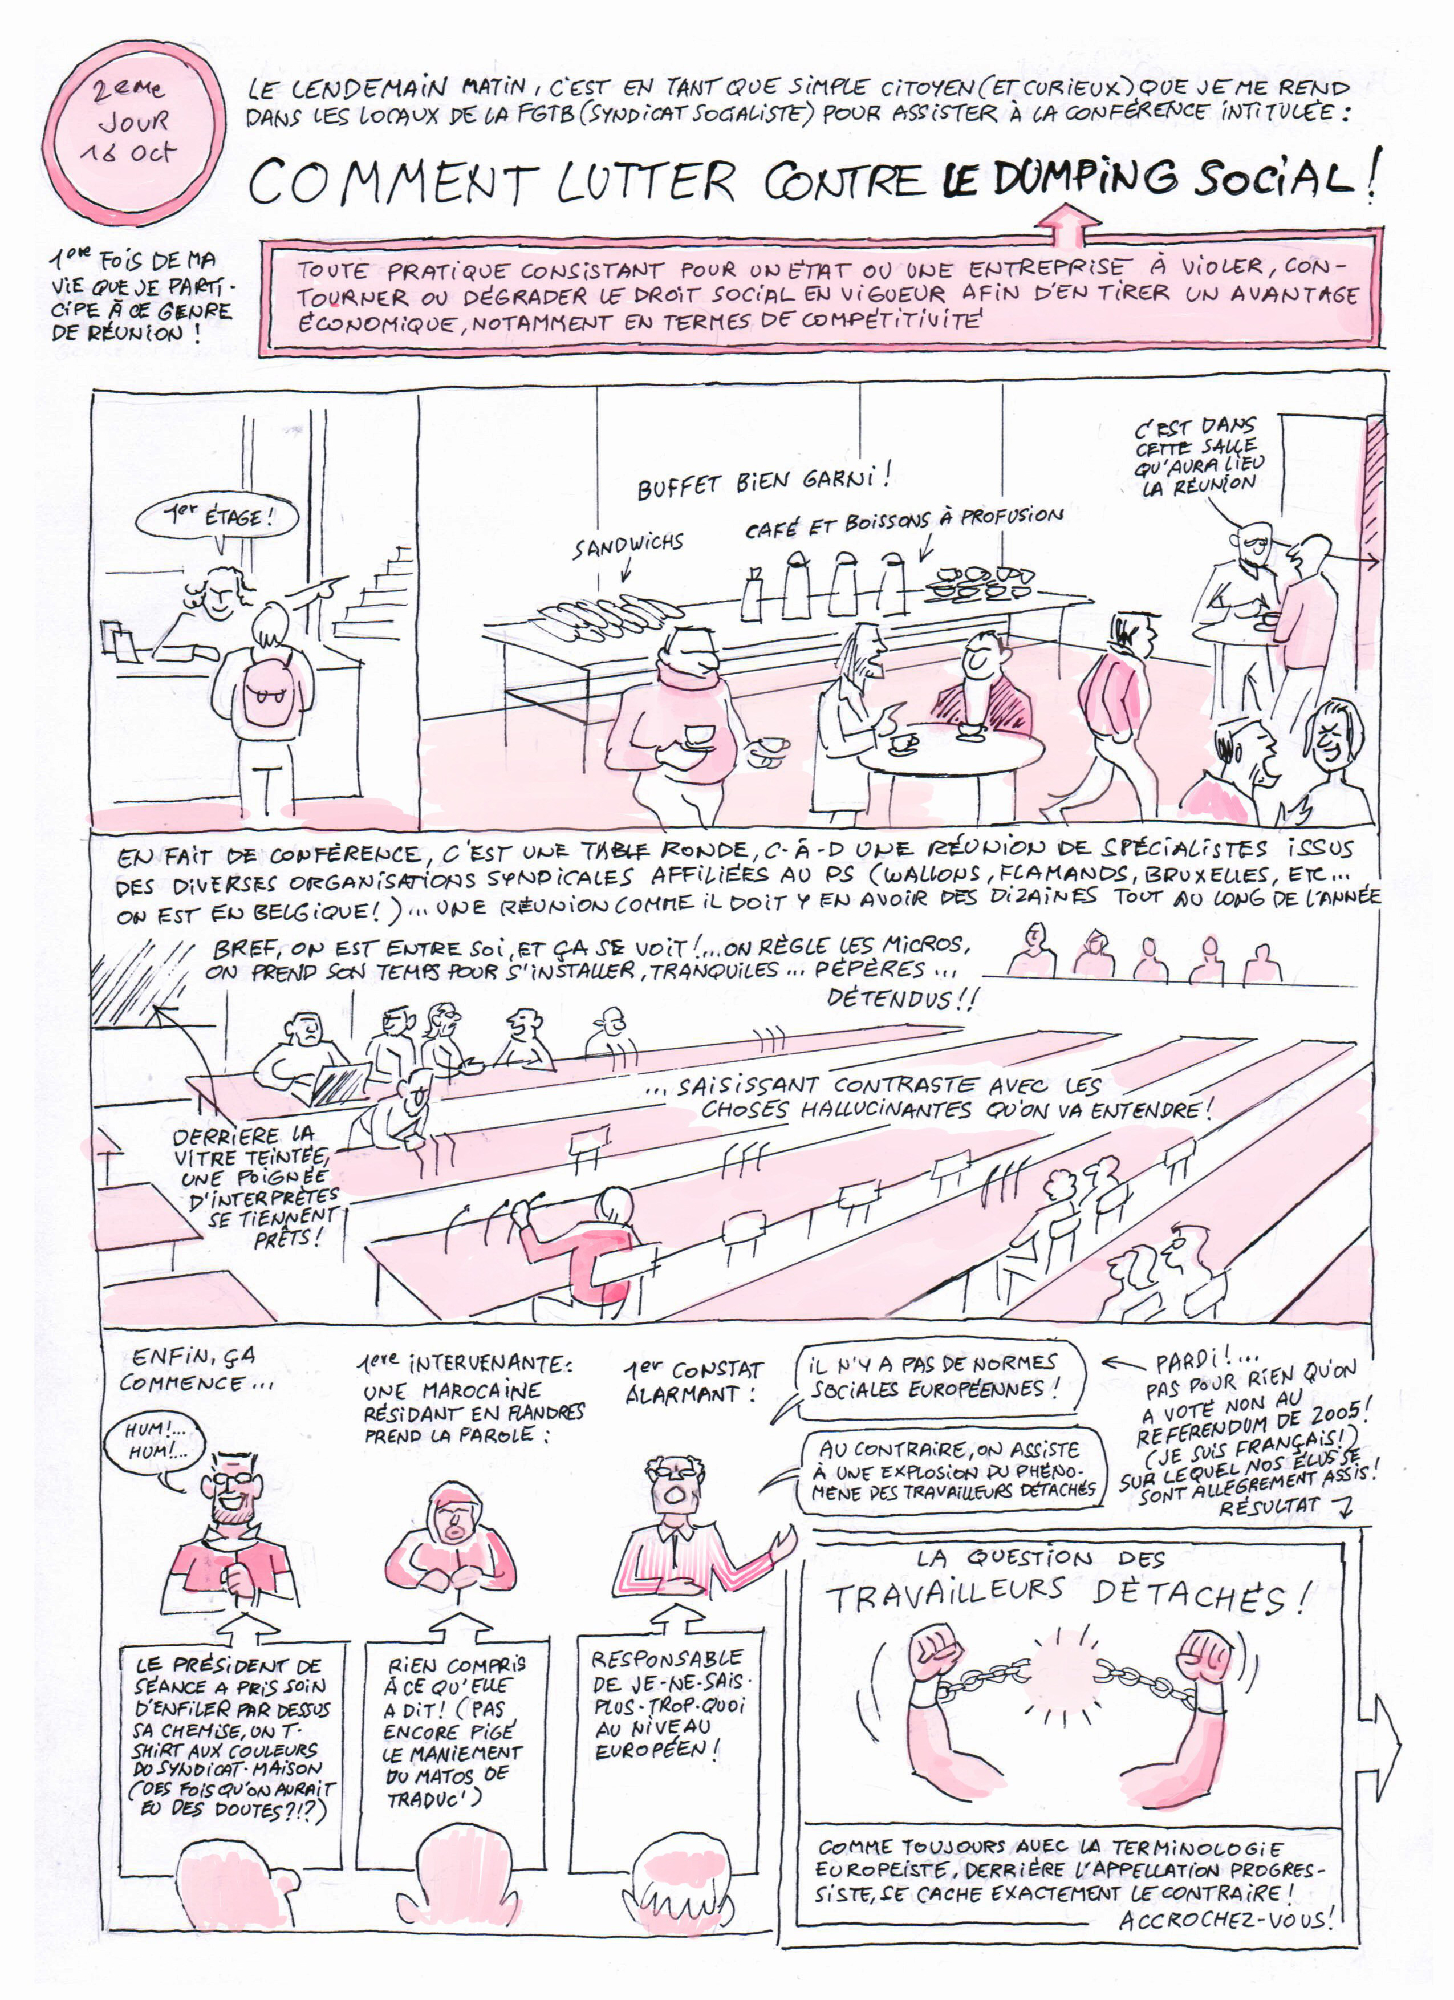 2eme
JOUR
16 Oct
LE LENDEMAIN MATIN, C'EST EN TANT QUE SIMPLE CITOYEN (ET CURIEUX) QUE JE ME REND
DANS LES LOCAUX DE LA FGTB (SYNDICAT SOCIALISTE) POUR ASSISTER À LA CONFÉRENCE INTITULÉE :
COMMENT LUTTER CONTRE LE DUMPING SOCIAL !
1ère FOIS DE MA
VIE QUE JE PARTI-
CIPE À CE GENRE
DE RÉUNION !
TOUTE PRATIQUE CONSISTANT POUR UN ÉTAT OU UNE ENTREPRISE À VIOLER, CON-
TOURNER OU DÉGRADER LE DROIT SOCIAL EN VIGUEUR AFIN D'EN TIRER UN AVANTAGE
ÉCONOMIQUE, NOTAMMENT EN TERMES DE COMPÉTITIVITÉ
1er ÉTAGE !
BUFFET BIEN GARNI !
SANDWICHS
CAFÉ ET BOISSONS À PROFUSION
C'EST DANS
CETTE SALLE
QU'AURA LIEU
LA RÉUNION
EN FAIT DE CONFÉRENCE, C'EST UNE TABLE RONDE, C-À-D UNE RÉUNION DE SPÉCIALISTES ISSUS
DES DIVERSES ORGANISATIONS SYNDICALES AFFILIÉES AU PS (WALLONS, FLAMANDS, BRUXELLES, ETC...
ON EST EN BELGIQUE !)... UNE RÉUNION COMME IL DOIT Y EN AVOIR DES DIZAINES TOUT AU LONG DE L'ANNÉE
BREF, ON EST ENTRE SOI, ET ÇA SE VOIT !... ON RÈGLE LES MICROS,
ON PREND SON TEMPS POUR S'INSTALLER, TRANQUILES... PÉPÈRES...
DÉTENDUS !!
... SAISISSANT CONTRASTE AVEC LES
CHOSES HALLUCINANTES QU'ON VA ENTENDRE !
DERRIÈRE LA
VITRE TEINTÉE,
UNE POIGNÉE
D'INTERPRÈTES
SE TIENNENT
PRÊTS !
ENFIN, ÇA
COMMENCE...
HUM !...
HUM !...
1ere INTERVENANTE :
UNE MAROCAINE
RÉSIDANT EN FLANDRES
PREND LA PAROLE :
1er CONSTAT
ALARMANT :
IL N'Y A PAS DE NORMES
SOCIALES EUROPÉENNES !
AU CONTRAIRE, ON ASSISTE
À UNE EXPLOSION DU PHÉNO-
MÈNE DES TRAVAILLEURS DÉTACHÉS
PARDI !...
PAS POUR RIEN QU'ON
A VOTÉ NON AU
REFERENDUM DE 2005 !
(JE SUIS FRANÇAIS !)
SUR LEQUEL NOS ÉLUS SE
SONT ALLÈGREMENT ASSIS !
RÉSULTAT
LE PRÉSIDENT DE
SÉANCE A PRIS SOIN
D'ENFILER PAR DESSUS
SA CHEMISE, UN T-
SHIRT AUX COULEURS
DU SYNDICAT-MAISON
(DES FOIS QU'ON AURAIT
EU DES DOUTES ?!?)
RIEN COMPRIS
À CE QU'ELLE
A DIT ! (PAS
ENCORE PIGÉ
LE MANIEMENT
DU MATOS DE
TRADUC')
RESPONSABLE
DE JE-NE-SAIS-
PLUS-TROP-QUOI
AU NIVEAU
EUROPÉEN !
LA QUESTION DES
TRAVAILLEURS DÉTACHÉS !
COMME TOUJOURS AVEC LA TERMINOLOGIE
EUROPEÏSTE, DERRIÈRE L'APPELLATION PROGRES-
SISTE, SE CACHE EXACTEMENT LE CONTRAIRE !
ACCROCHEZ-VOUS !